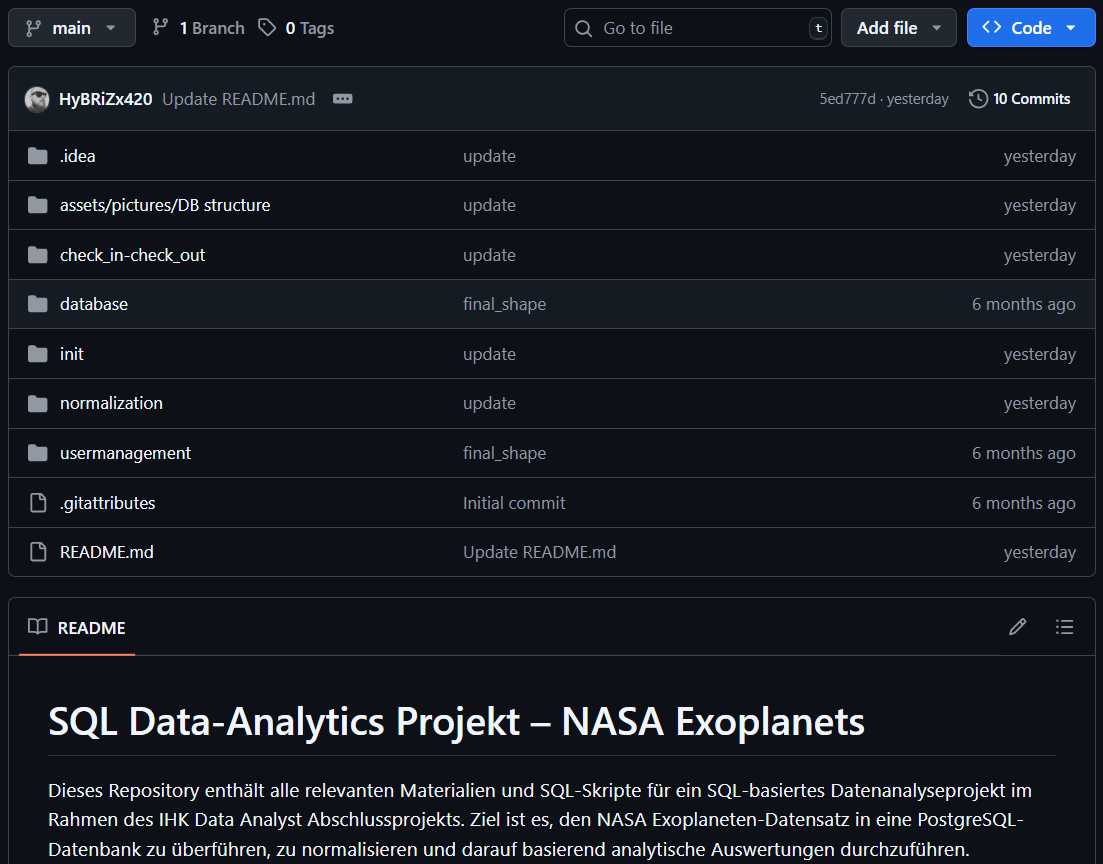 main 1 Branch 0 Tags Go to file t Add file Code
HyBRiZx420 Update README.md 5ed777d · yesterday 10 Commits
.idea update yesterday
assets/pictures/DB structure update yesterday
check_in-check_out update yesterday
database final_shape 6 months ago
init update yesterday
normalization update yesterday
usermanagement final_shape 6 months ago
.gitattributes Initial commit 6 months ago
README.md Update README.md yesterday
README
SQL Data-Analytics Projekt – NASA Exoplanets
Dieses Repository enthält alle relevanten Materialien und SQL-Skripte für ein SQL-basiertes Datenanalyseprojekt im
Rahmen des IHK Data Analyst Abschlussprojekts. Ziel ist es, den NASA Exoplaneten-Datensatz in eine PostgreSQL-
Datenbank zu überführen, zu normalisieren und darauf basierend analytische Auswertungen durchzuführen.